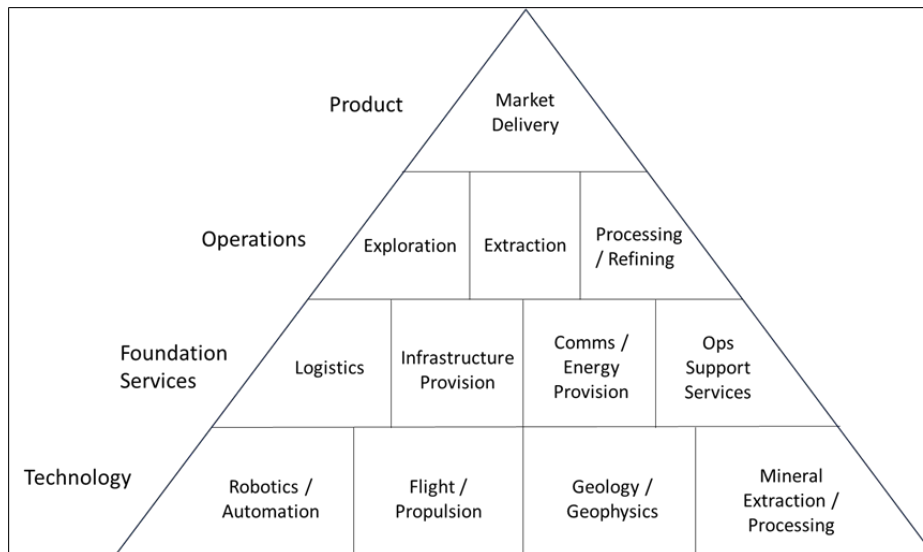 Product
Market
Delivery
Operations
Exploration
Extraction
Processing
/ Refining
Foundation
Services
Logistics
Infrastructure
Provision
Comms /
Energy
Provision
Ops
Support
Services
Technology
Robotics /
Automation
Flight /
Propulsion
Geology /
Geophysics
Mineral
Extraction /
Processing